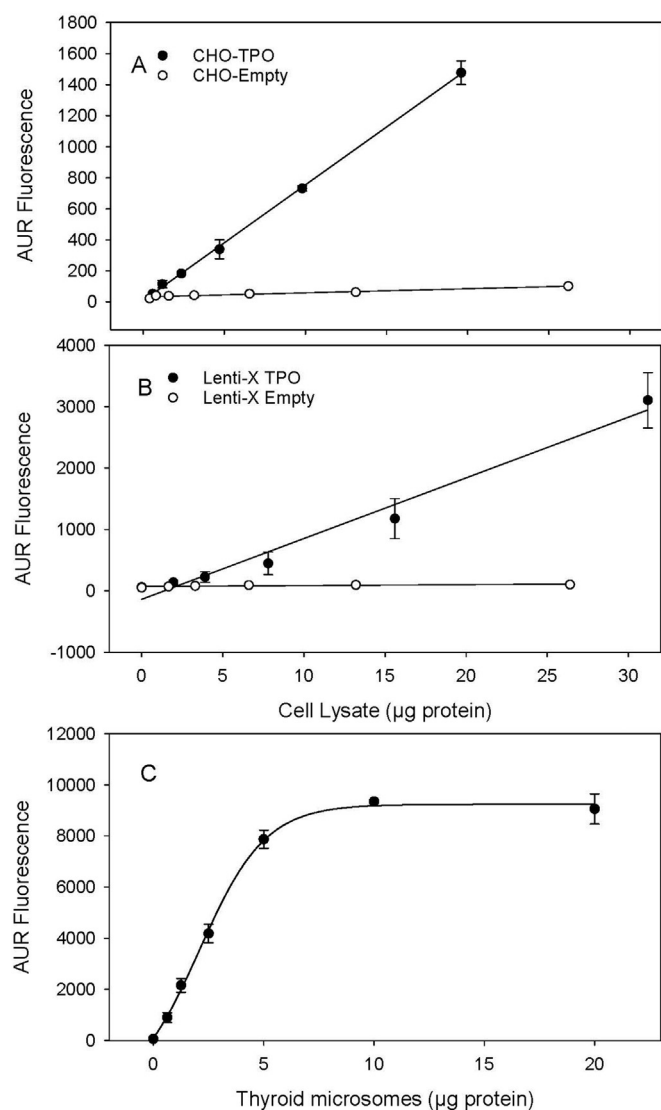 1800
A
CHO-TPO
CHO-Empty
1600
1400
1200
1000
800
600
400
200
0
AUR Fluorescence
4000
B
Lenti-X TPO
Lenti-X Empty
3000
2000
1000
0
-1000
AUR Fluorescence
0 5 10 15 20 25 30
Cell Lysate (µg protein)
12000
C
10000
8000
6000
4000
2000
0
AUR Fluorescence
0 5 10 15 20
Thyroid microsomes (µg protein)